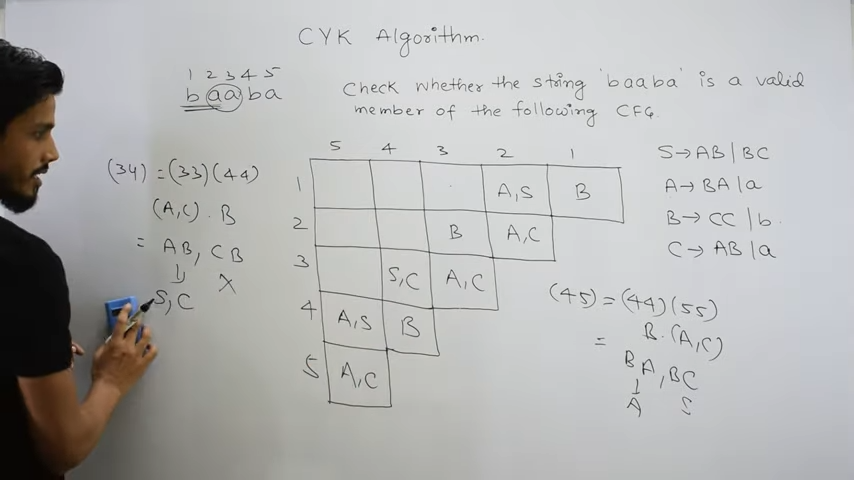 CYK Algorithm.
1 2 3 4 5
b a a b a
Check whether the string 'baaba' is a valid
member of the following CFG.
5 4 3 2 1
1 A,S B
2 B A,C
3 S,C A,C
4 A,S B
5 A,C
S→AB|BC
A→BA|a
B→CC|b.
C→AB|a
(34) = (33)(44)
(A,C) . B
= AB, CB
↓ X
S, C
(45) = (44)(55)
= B. (A,C)
BA, BC
↓
A S